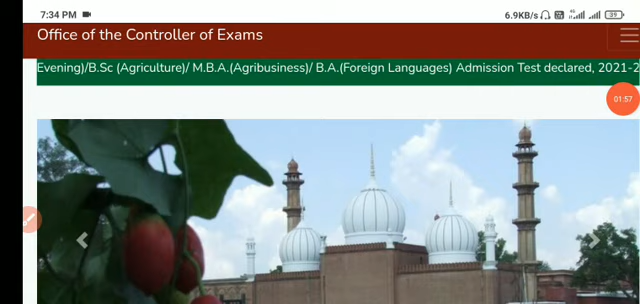 7:34 PM
6.9KB/s
39
Office of the Controller of Exams
Evening)/B.Sc (Agriculture)/ M.B.A.(Agribusiness)/ B.A.(Foreign Languages) Admission Test declared, 2021-2
01:57